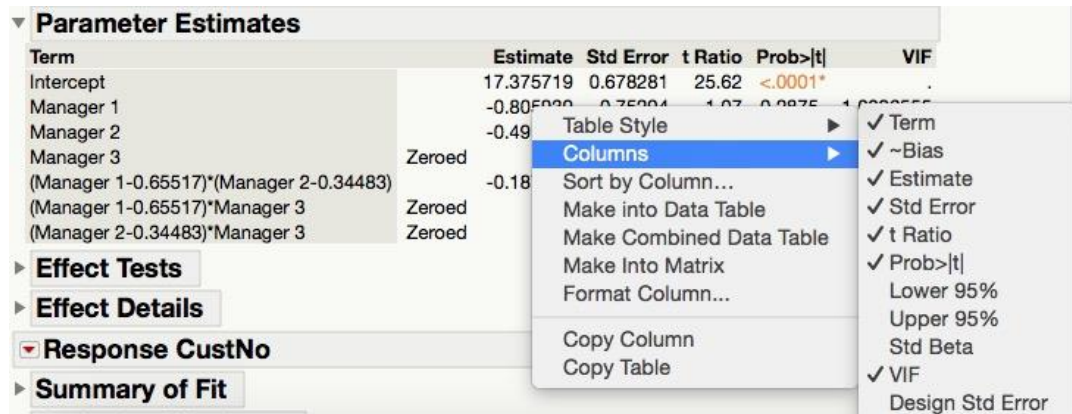 Parameter Estimates
Term Estimate Std Error t Ratio Prob>|t| VIF
Intercept 17.375719 0.678281 25.62 <.0001* .
Manager 1
Manager 2 -0.49
Manager 3 Zeroed
(Manager 1-0.65517)*(Manager 2-0.34483) -0.18
(Manager 1-0.65517)*Manager 3 Zeroed
(Manager 2-0.34483)*Manager 3 Zeroed
Effect Tests
Effect Details
Response CustNo
Summary of Fit
Table Style
Columns
Sort by Column...
Make into Data Table
Make Combined Data Table
Make Into Matrix
Format Column...
Copy Column
Copy Table
✓ Term
✓ ~Bias
✓ Estimate
✓ Std Error
✓ t Ratio
✓ Prob>|t|
Lower 95%
Upper 95%
Std Beta
✓ VIF
Design Std Error